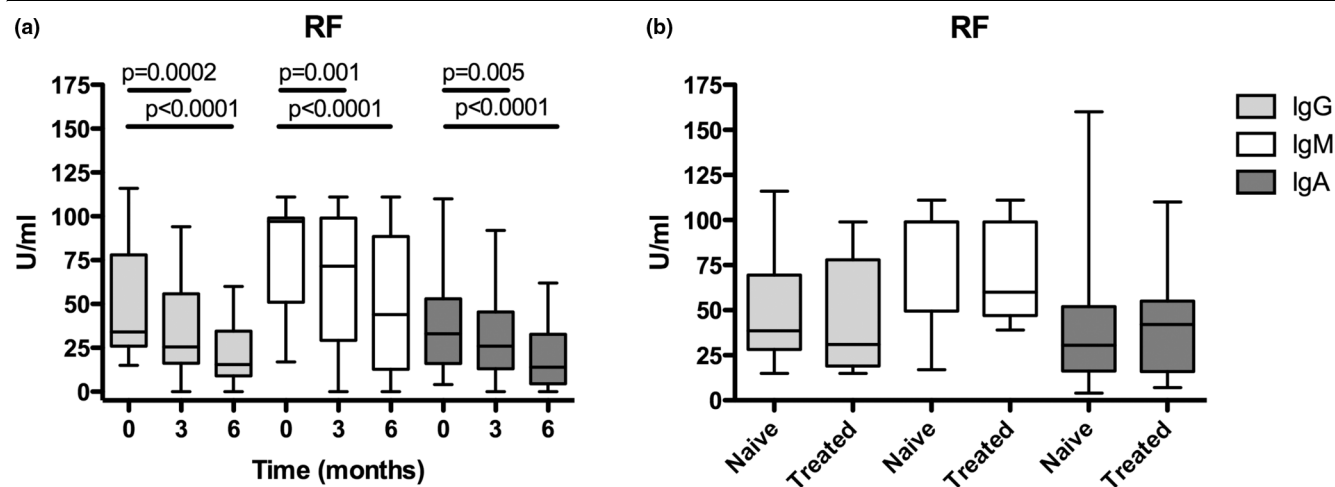 (a)
RF
p=0.0002 p=0.001 p=0.005
p<0.0001 p<0.0001 p<0.0001
175
150
125
100
75
50
25
0
U/ml
0 3 6 0 3 6 0 3 6
Time (months)
(b)
RF
175
150
125
100
75
50
25
0
U/ml
Naive Treated Naive Treated Naive Treated
IgG
IgM
IgA